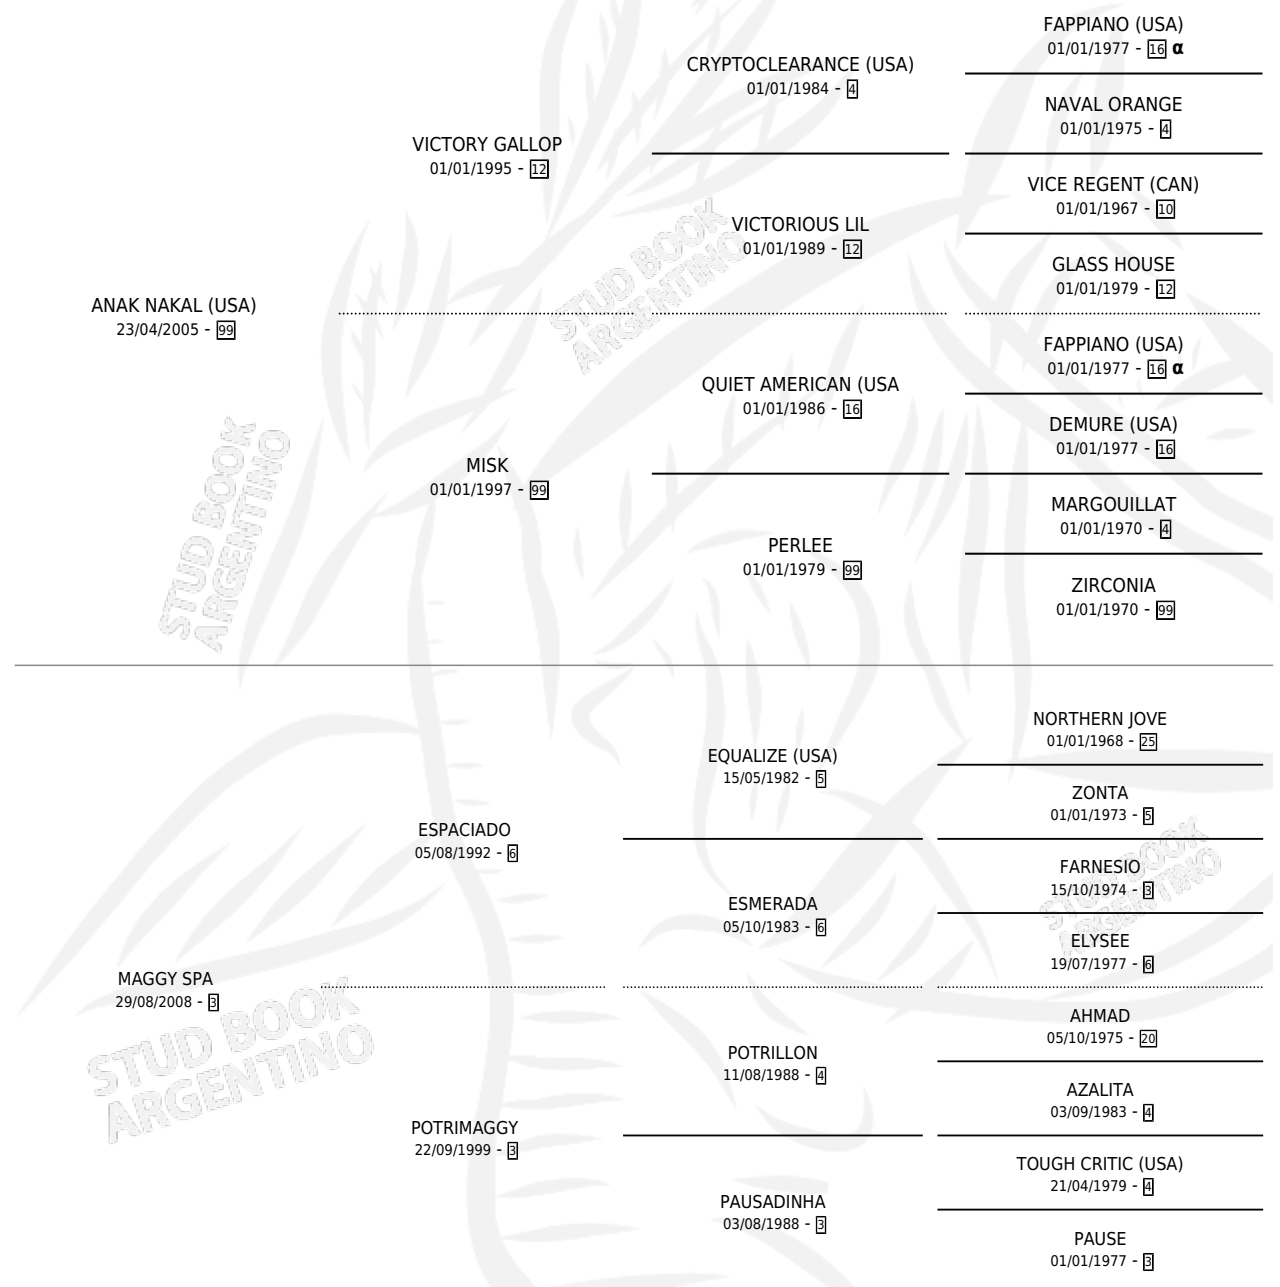 FAPPIANO (USA)
01/01/1977 - 16 α
CRYPTOCLEARANCE (USA)
01/01/1984 - 4
NAVAL ORANGE
01/01/1975 - 4
VICTORY GALLOP
01/01/1995 - 12
VICE REGENT (CAN)
01/01/1967 - 10
VICTORIOUS LIL
01/01/1989 - 12
GLASS HOUSE
01/01/1979 - 12
ANAK NAKAL (USA)
23/04/2005 - 99
FAPPIANO (USA)
01/01/1977 - 16 α
QUIET AMERICAN (USA
01/01/1986 - 16
DEMURE (USA)
01/01/1977 - 16
MISK
01/01/1997 - 99
MARGOUILLAT
01/01/1970 - 4
PERLEE
01/01/1979 - 99
ZIRCONIA
01/01/1970 - 99
NORTHERN JOVE
01/01/1968 - 25
EQUALIZE (USA)
15/05/1982 - 5
ZONTA
01/01/1973 - 5
ESPACIADO
05/08/1992 - 6
FARNESIO
15/10/1974 - 3
ESMERADA
05/10/1983 - 6
ELYSEE
19/07/1977 - 6
MAGGY SPA
29/08/2008 - 3
AHMAD
05/10/1975 - 20
POTRILLON
11/08/1988 - 4
AZALITA
03/09/1983 - 4
POTRIMAGGY
22/09/1999 - 3
TOUGH CRITIC (USA)
21/04/1979 - 4
PAUSADINHA
03/08/1988 - 3
PAUSE
01/01/1977 - 3
STUD BOOK
ARGENTINO
STUD BOOK
ARGENTINO
STUD BOOK
ARGENTINO
STUD BOOK
ARGENTINO